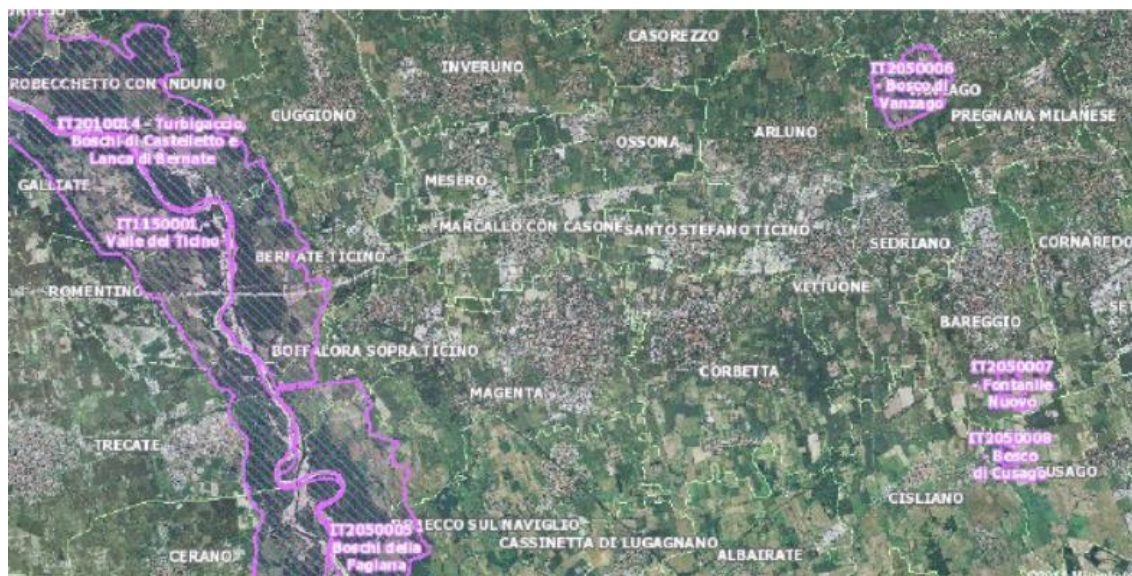 CASOREZZO
INVERUNO
ROBECCHETTO CON INDUNO
CUGGIONO
IT2050006
- Bosco di
Vanzago
PREGNANA MILANESE
IT2010014 - Turbigaccio,
Boschi di Castelletto e
Lanca di Bernate
ARLUNO
OSSONA
GALLIATE
MESERO
IT1150001 -
Valle del Ticino
MARCALLO CON CASONE
SANTO STEFANO TICINO
SEDRIANO
CORNAREDO
BERNATE TICINO
ROMENTINO
VITTUONE
BAREGGIO
BOFFALORA SOPRA TICINO
IT2050007
- Fontanile
Nuovo
CORBETTA
MAGENTA
TRECATE
IT2050008
- Bosco
di Cusago
CUSAGO
CISLIANO
IT2050005 -
Boschi della
Fagiana
CASSINETTA DI LUGAGNANO
ALBAIRATE
CERANO